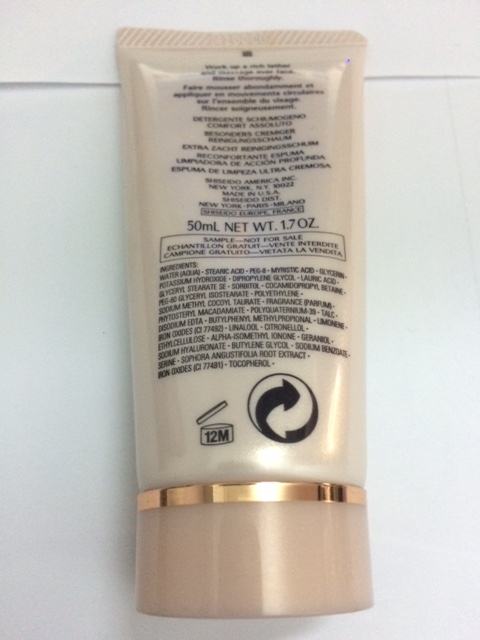 Work up a rich lather
and massage over face.
Rinse thoroughly.
Faire mousser abondamment et
appliquer en mouvements circulaires
sur l'ensemble du visage.
Rincer soigneusement.
DETERGENTE SCHIUMOGENO
COMFORT ASSOLUTO
BESONDERS CREMIGER
REINIGUNGSSCHAUM
EXTRA ZACHT REINIGINGSSCHUIM
RECONFORTANTE ESPUMA
LIMPIADORA DE ACCIÓN PROFUNDA
ESPUMA DE LIMPEZA ULTRA CREMOSA
SHISEIDO AMERICA INC.
NEW YORK, N.Y. 10022
MADE IN U.S.A.
SHISEIDO DIST.
NEW YORK-PARIS-MILANO
SHISEIDO EUROPE, FRANCE
50mL NET WT. 1.7 OZ.
SAMPLE—NOT FOR SALE
ECHANTILLON GRATUIT—VENTE INTERDITE
CAMPIONE GRATUITO—VIETATA LA VENDITA
INGREDIENTS:
WATER (AQUA) • STEARIC ACID • PEG-8 • MYRISTIC ACID • GLYCERIN •
POTASSIUM HYDROXIDE • DIPROPYLENE GLYCOL • LAURIC ACID •
GLYCERYL STEARATE SE • SORBITOL • COCAMIDOPROPYL BETAINE •
PEG-60 GLYCERYL ISOSTEARATE • POLYETHYLENE •
SODIUM METHYL COCOYL TAURATE • FRAGRANCE (PARFUM) •
PHYTOSTERYL MACADAMIATE • POLYQUATERNIUM-39 • TALC •
DISODIUM EDTA • BUTYLPHENYL METHYLPROPIONAL • LIMONENE •
IRON OXIDES (CI 77492) • LINALOOL • CITRONELLOL •
ETHYLCELLULOSE • ALPHA-ISOMETHYL IONONE • GERANIOL •
SODIUM HYALURONATE • BUTYLENE GLYCOL • SODIUM BENZOATE •
SERINE • SOPHORA ANGUSTIFOLIA ROOT EXTRACT •
IRON OXIDES (CI 77491) • TOCOPHEROL •
12M